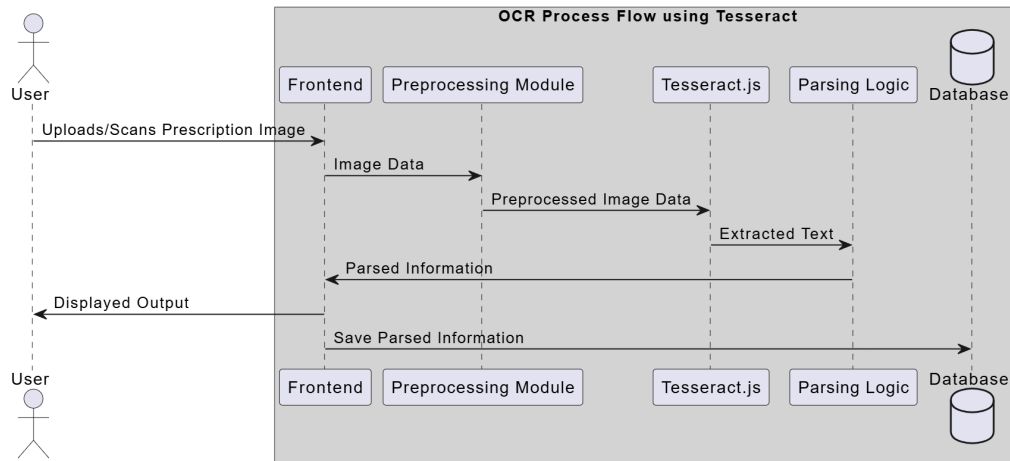 OCR Process Flow using Tesseract
User
Frontend
Preprocessing Module
Tesseract.js
Parsing Logic
Database
Uploads/Scans Prescription Image
Image Data
Preprocessed Image Data
Extracted Text
Parsed Information
Displayed Output
Save Parsed Information
User
Frontend
Preprocessing Module
Tesseract.js
Parsing Logic
Database